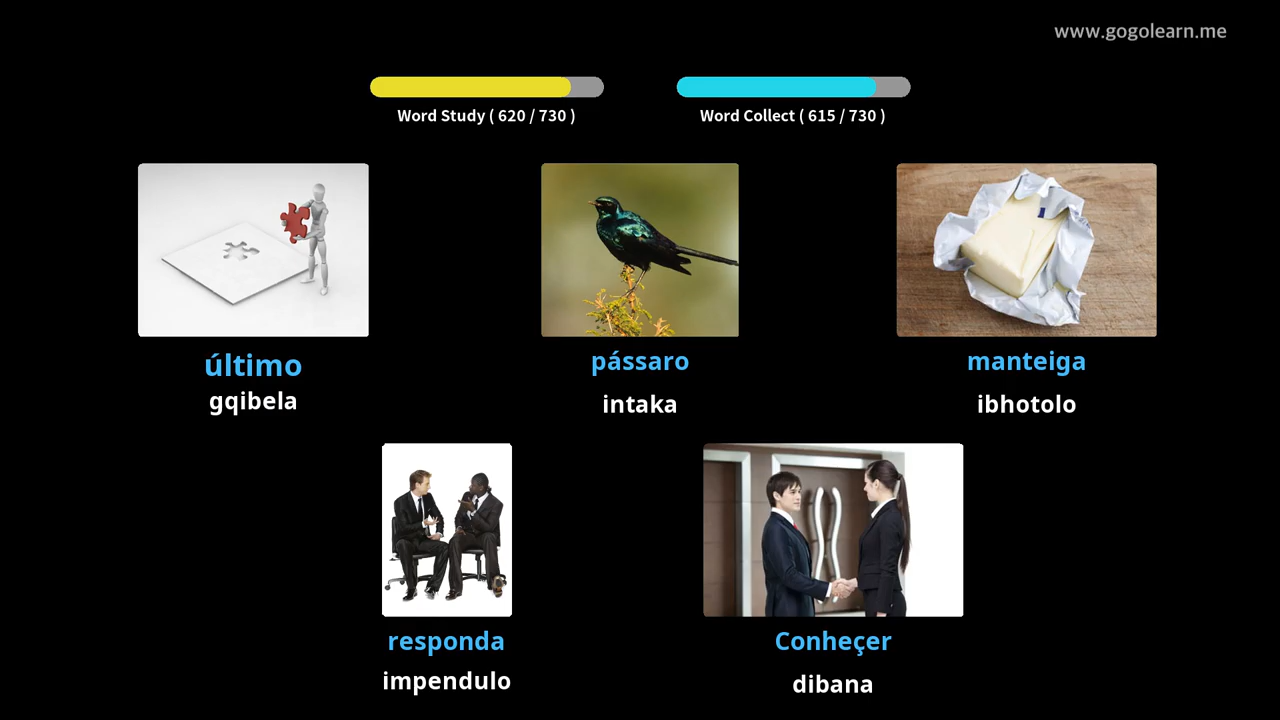 www.gogolearn.me
Word Study ( 620 / 730 )
Word Collect ( 615 / 730 )
último
gqibela
pássaro
intaka
manteiga
ibhotolo
responda
impendulo
Conheçer
dibana